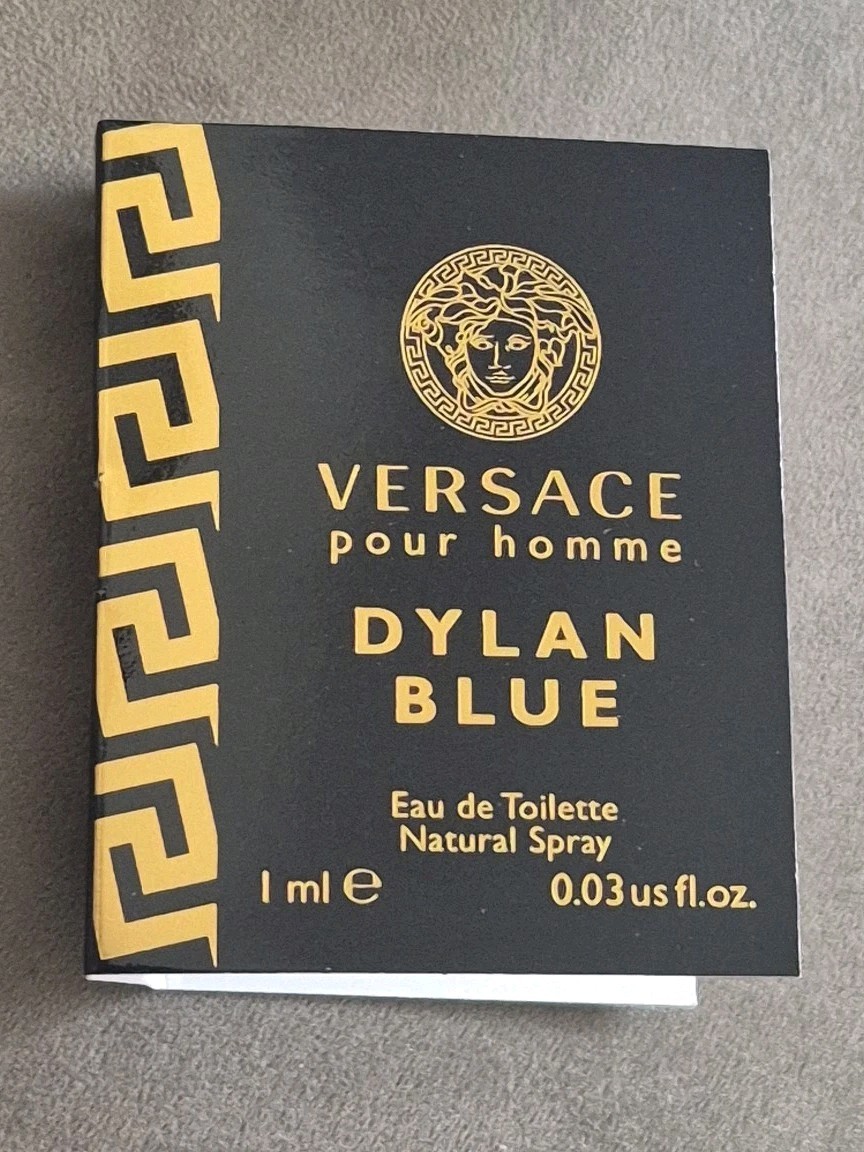 VERSACE
pour homme
DYLAN
BLUE
Eau de Toilette
Natural Spray
1 ml ℮ 0.03 us fl.oz.